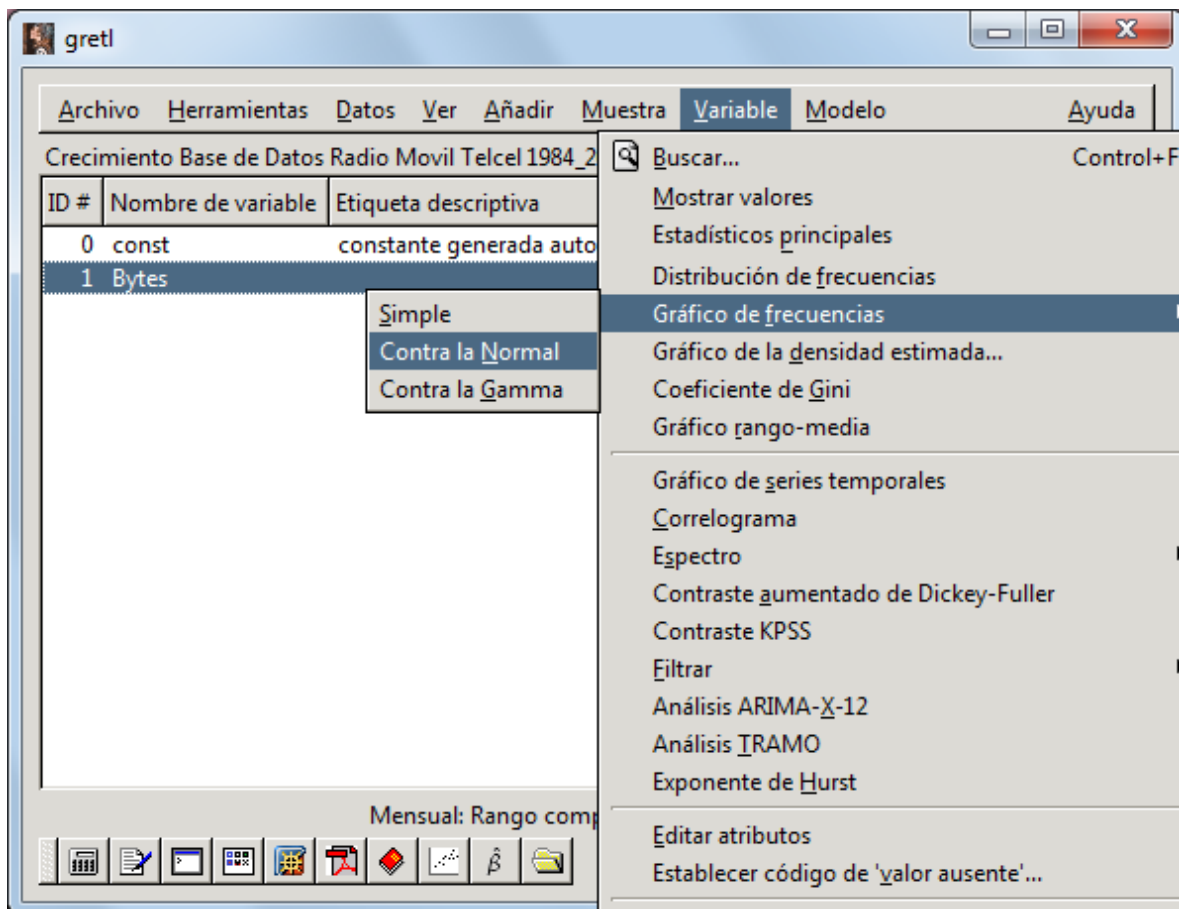 gretl
Archivo Herramientas Datos Ver Añadir Muestra Variable Modelo Ayuda
Crecimiento Base de Datos Radio Movil Telcel 1984_2
ID # Nombre de variable Etiqueta descriptiva
0 const constante generada auto
1 Bytes
Simple
Contra la Normal
Contra la Gamma
Buscar... Control+F
Mostrar valores
Estadísticos principales
Distribución de frecuencias
Gráfico de frecuencias
Gráfico de la densidad estimada...
Coeficiente de Gini
Gráfico rango-media
Gráfico de series temporales
Correlograma
Espectro
Contraste aumentado de Dickey-Fuller
Contraste KPSS
Filtrar
Análisis ARIMA-X-12
Análisis TRAMO
Exponente de Hurst
Editar atributos
Establecer código de 'valor ausente'...
Mensual: Rango comp
β̂